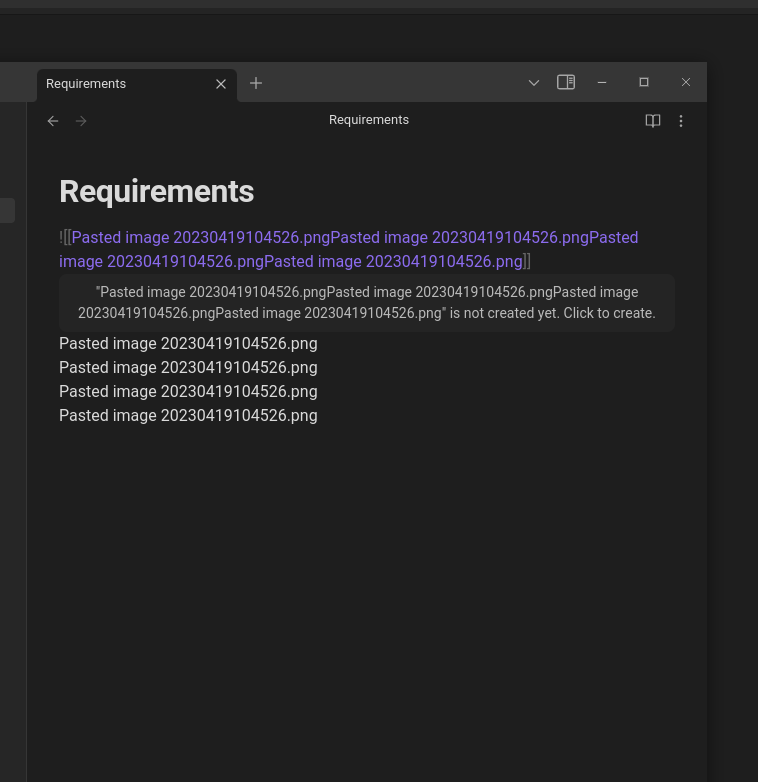 Requirements
Requirements
Requirements
![[Pasted image 20230419104526.pngPasted image 20230419104526.pngPasted
image 20230419104526.pngPasted image 20230419104526.png]]
"Pasted image 20230419104526.pngPasted image 20230419104526.pngPasted image
20230419104526.pngPasted image 20230419104526.png" is not created yet. Click to create.
Pasted image 20230419104526.png
Pasted image 20230419104526.png
Pasted image 20230419104526.png
Pasted image 20230419104526.png